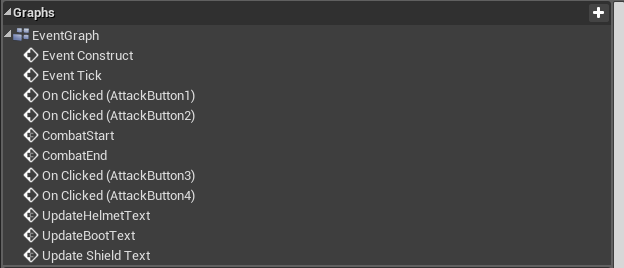 Graphs
EventGraph
Event Construct
Event Tick
On Clicked (AttackButton1)
On Clicked (AttackButton2)
CombatStart
CombatEnd
On Clicked (AttackButton3)
On Clicked (AttackButton4)
UpdateHelmetText
UpdateBootText
Update Shield Text